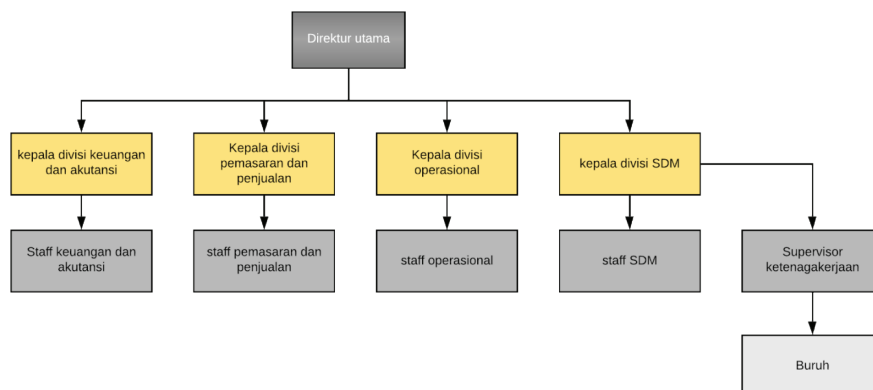 Direktur utama
kepala divisi keuangan
dan akutansi
Kepala divisi
pemasaran dan
penjualan
Kepala divisi
operasional
kepala divisi SDM
Staff keuangan dan
akutansi
staff pemasaran dan
penjualan
staff operasional
staff SDM
Supervisor
ketenagakerjaan
Buruh